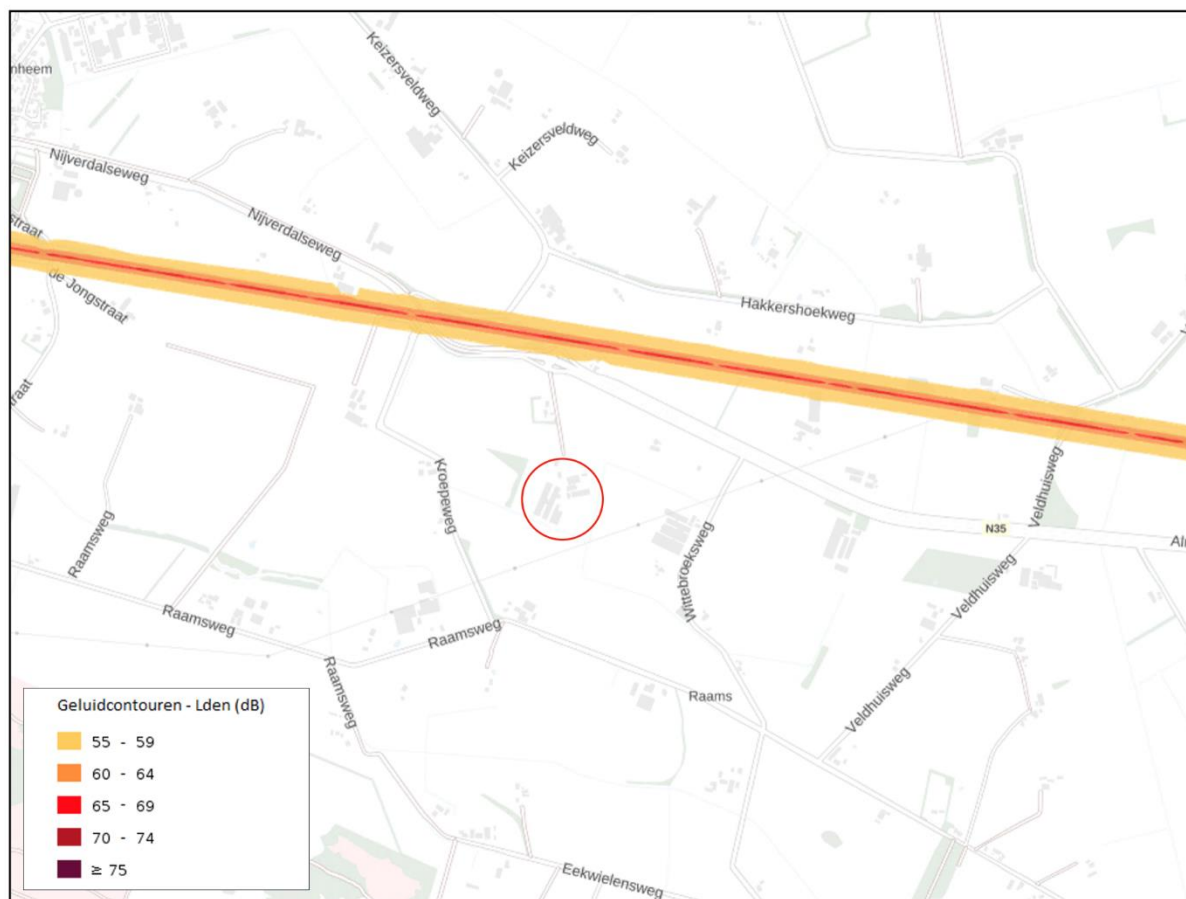 nheem
Keizersveldweg
Keizersveldweg
Nijverdalseweg
Nijverdalseweg
straat
de Jongstraat
Hakkershoekweg
raat
Kroepeweg
Veldhuisweg
N35
Raamsweg
Wittebroeksweg
Veldhuisweg
Raamsweg
Raamsweg
Raamsweg
Raams
Veldhuisweg
Geluidcontouren - Lden (dB)
55 - 59
60 - 64
65 - 69
70 - 74
≥ 75
Eekwielensweg